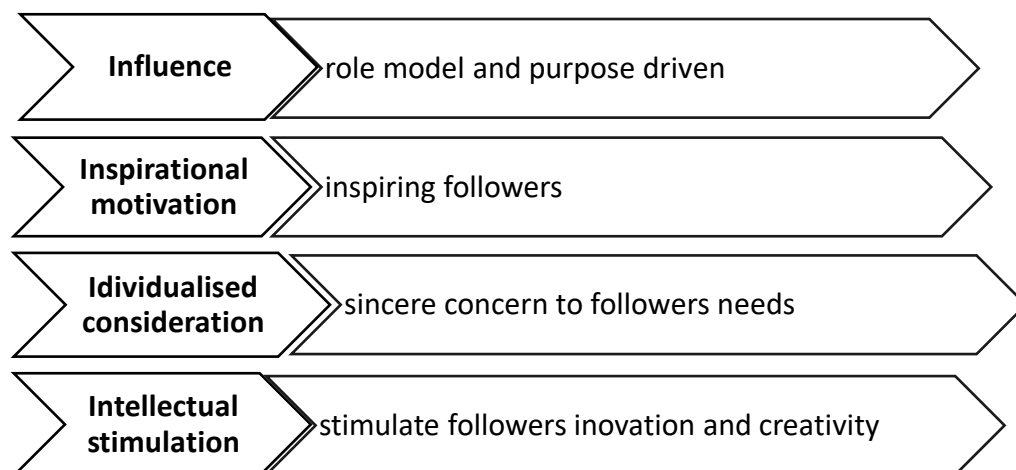 Influence
role model and purpose driven
Inspirational
motivation
inspiring followers
Idividualised
consideration
sincere concern to followers needs
Intellectual
stimulation
stimulate followers inovation and creativity